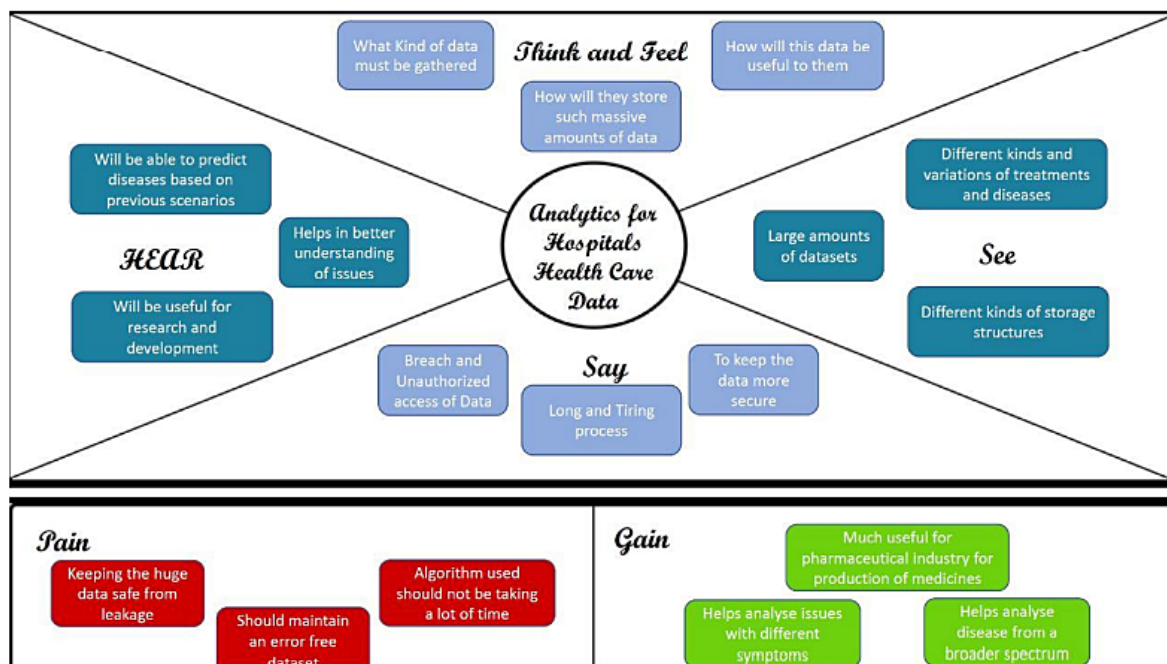 What Kind of data
must be gathered
Think and Feel
How will this data be
useful to them
How will they store
such massive
amounts of data
Will be able to predict
diseases based on
previous scenarios
HEAR
Helps in better
understanding
of issues
Will be useful for
research and
development
Analytics for
Hospitals
Health Care
Data
Different kinds and
variations of treatments
and diseases
Large amounts
of datasets
See
Different kinds of storage
structures
Breach and
Unauthorized
access of Data
Say
Long and Tiring
process
To keep the
data more
secure
Pain
Keeping the huge
data safe from
leakage
Should maintain
an error free
dataset
Algorithm used
should not be taking
a lot of time
Gain
Much useful for
pharmaceutical industry for
production of medicines
Helps analyse issues
with different
symptoms
Helps analyse
disease from a
broader spectrum